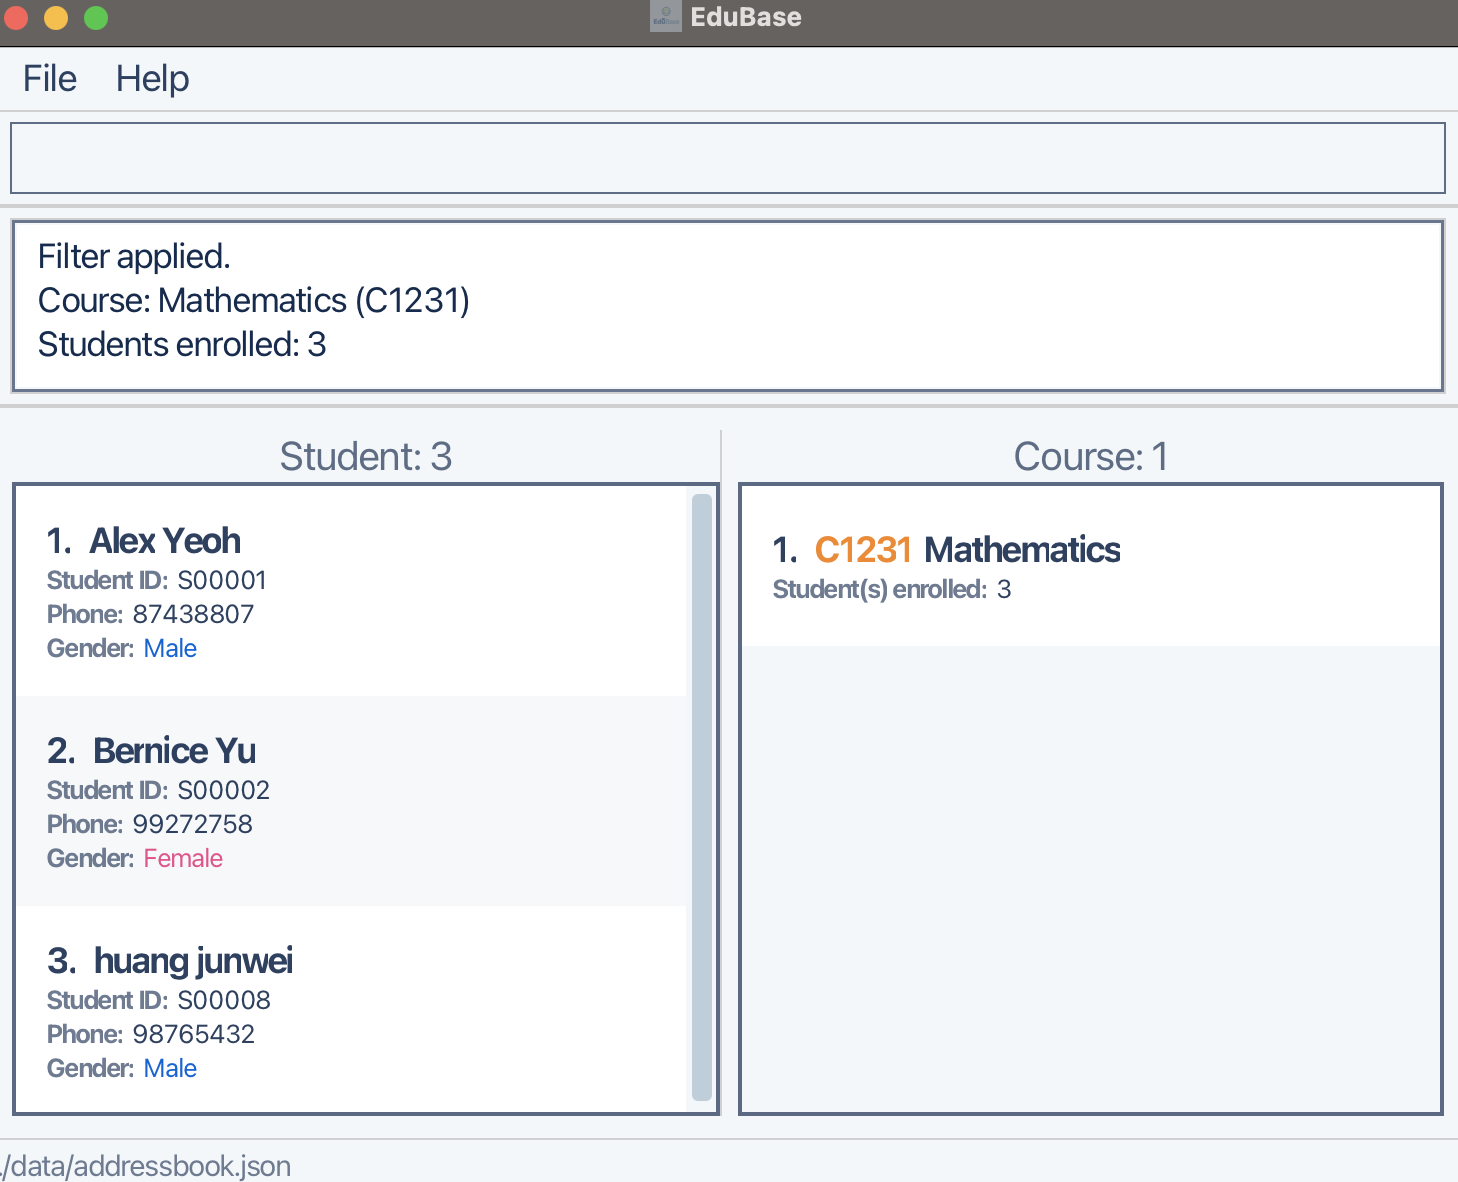 EduBase
File Help
Filter applied.
Course: Mathematics (C1231)
Students enrolled: 3
Student: 3
1. Alex Yeoh
Student ID: S00001
Phone: 87438807
Gender: Male
2. Bernice Yu
Student ID: S00002
Phone: 99272758
Gender: Female
3. huang junwei
Student ID: S00008
Phone: 98765432
Gender: Male
Course: 1
1. C1231 Mathematics
Student(s) enrolled: 3
./data/addressbook.json